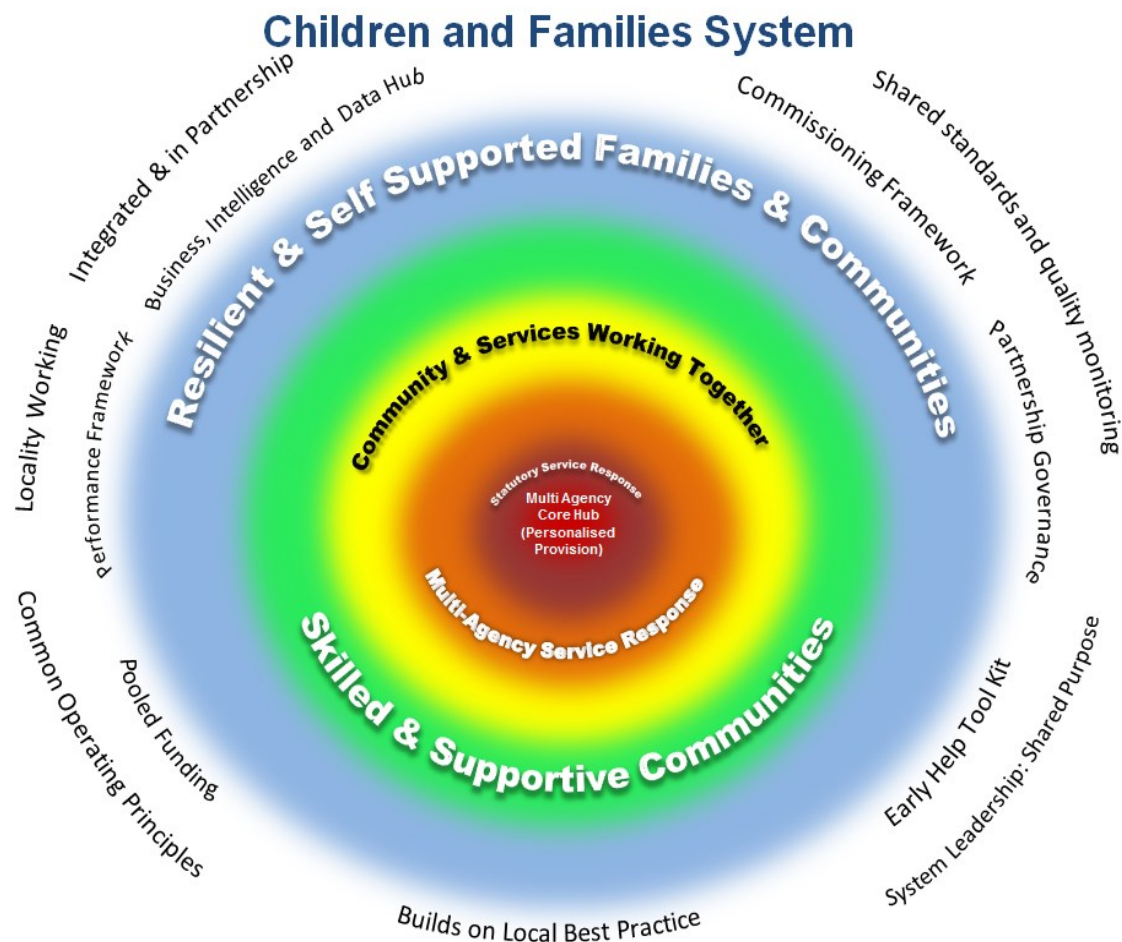 Children and Families System
Integrated & in Partnership
Business, Intelligence and Data Hub
Commissioning Framework
Shared standards and quality monitoring
Resilient & Self Supported Families & Communities
Locality Working
Performance Framework
Partnership Governance
Community & Services Working Together
Statutory Service Response
Multi Agency
Core Hub
(Personalised
Provision)
Multi-Agency Service Response
Skilled & Supportive Communities
Common Operating Principles
Pooled Funding
Early Help Tool Kit
System Leadership: Shared Purpose
Builds on Local Best Practice